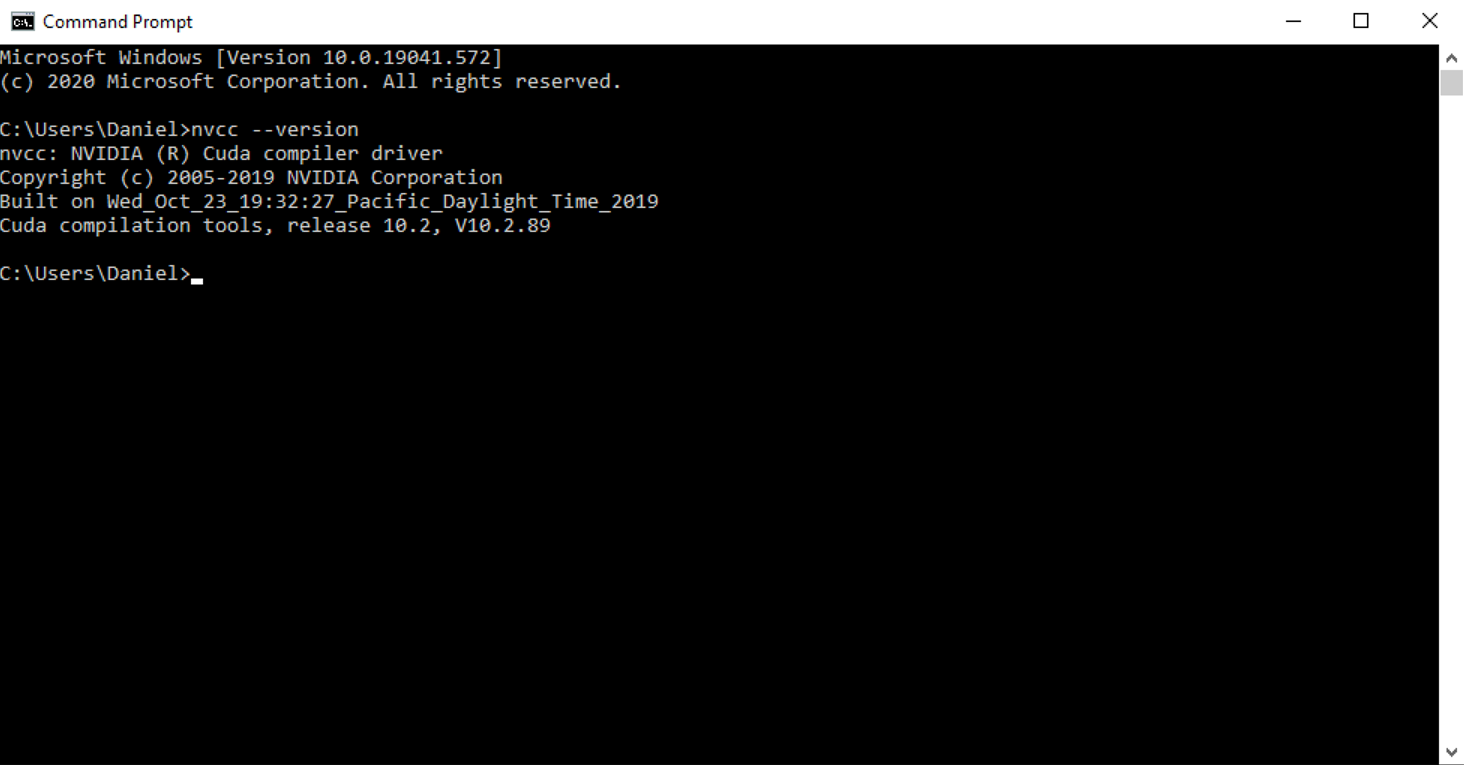 Command Prompt
Microsoft Windows [Version 10.0.19041.572]
(c) 2020 Microsoft Corporation. All rights reserved.
C:\Users\Daniel>nvcc --version
nvcc: NVIDIA (R) Cuda compiler driver
Copyright (c) 2005-2019 NVIDIA Corporation
Built on Wed_Oct_23_19:32:27_Pacific_Daylight_Time_2019
Cuda compilation tools, release 10.2, V10.2.89
C:\Users\Daniel>